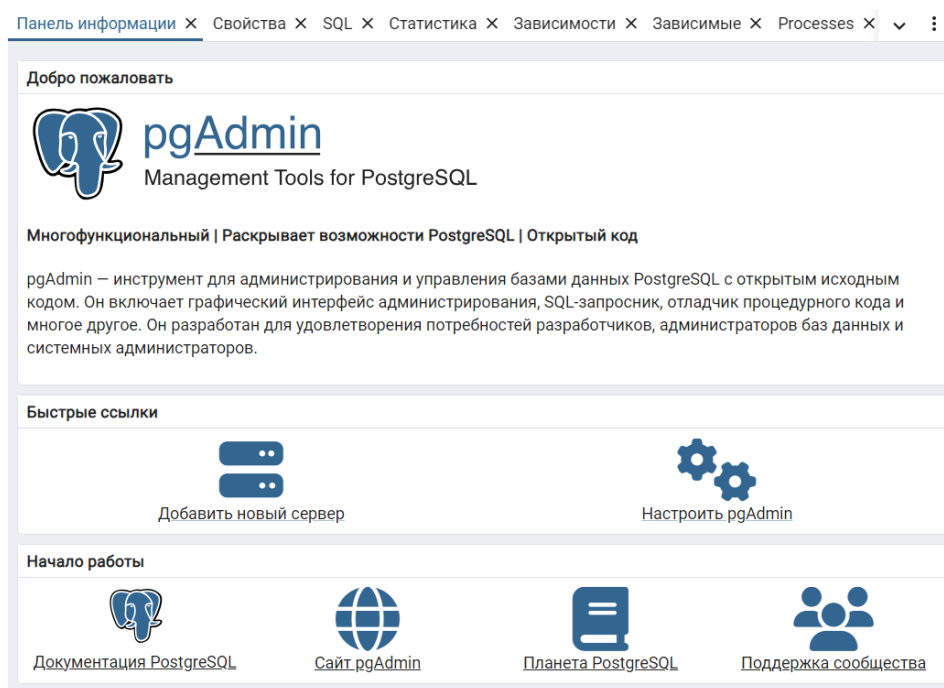 Панель информации × Свойства × SQL × Статистика × Зависимости × Зависимые × Processes ×
Добро пожаловать
pgAdmin
Management Tools for PostgreSQL
Многофункциональный | Раскрывает возможности PostgreSQL | Открытый код
pgAdmin — инструмент для администрирования и управления базами данных PostgreSQL с открытым исходным
кодом. Он включает графический интерфейс администрирования, SQL-запросник, отладчик процедурного кода и
многое другое. Он разработан для удовлетворения потребностей разработчиков, администраторов баз данных и
системных администраторов.
Быстрые ссылки
Добавить новый сервер Настроить pgAdmin
Начало работы
Документация PostgreSQL Сайт pgAdmin Планета PostgreSQL Поддержка сообщества